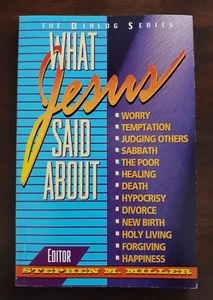 THE DIALOG SERIES
WHAT
Jesus
SAID
ABOUT
WORRY
TEMPTATION
JUDGING OTHERS
SABBATH
THE POOR
HEALING
DEATH
HYPOCRISY
DIVORCE
NEW BIRTH
HOLY LIVING
FORGIVING
HAPPINESS
EDITOR
STEPHEN M. MILLER